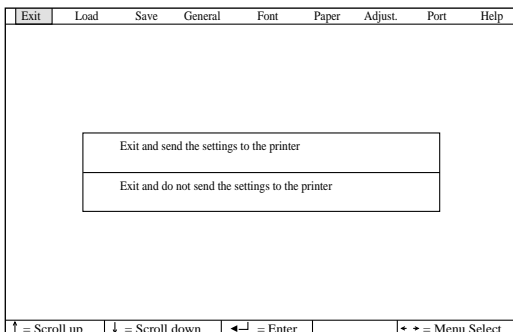 Exit Load Save General Font Paper Adjust. Port Help
Exit and send the settings to the printer
Exit and do not send the settings to the printer
↑ = Scroll up ↓ = Scroll down ◄┘ = Enter ← → = Menu Select